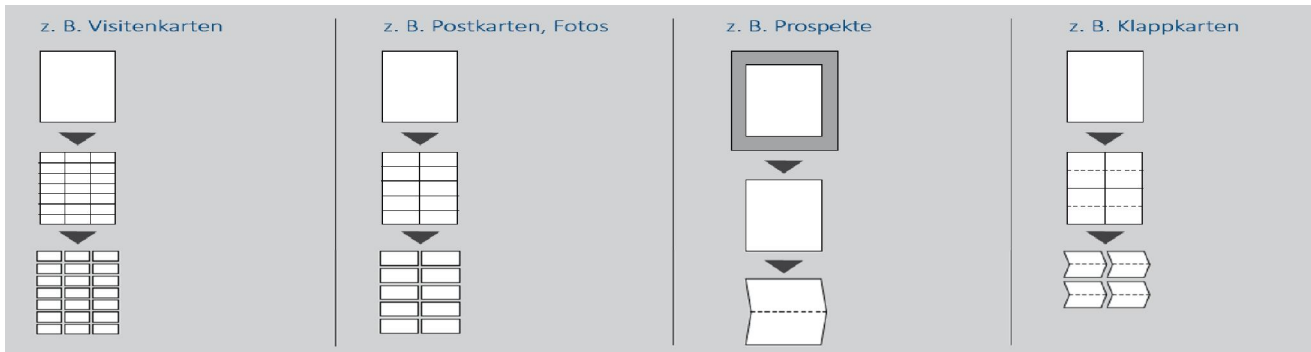 z. B. Visitenkarten
z. B. Postkarten, Fotos
z. B. Prospekte
z. B. Klappkarten